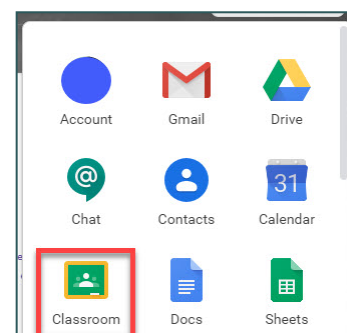 Account Gmail Drive
@
31
Chat Contacts Calendar
Classroom Docs Sheets